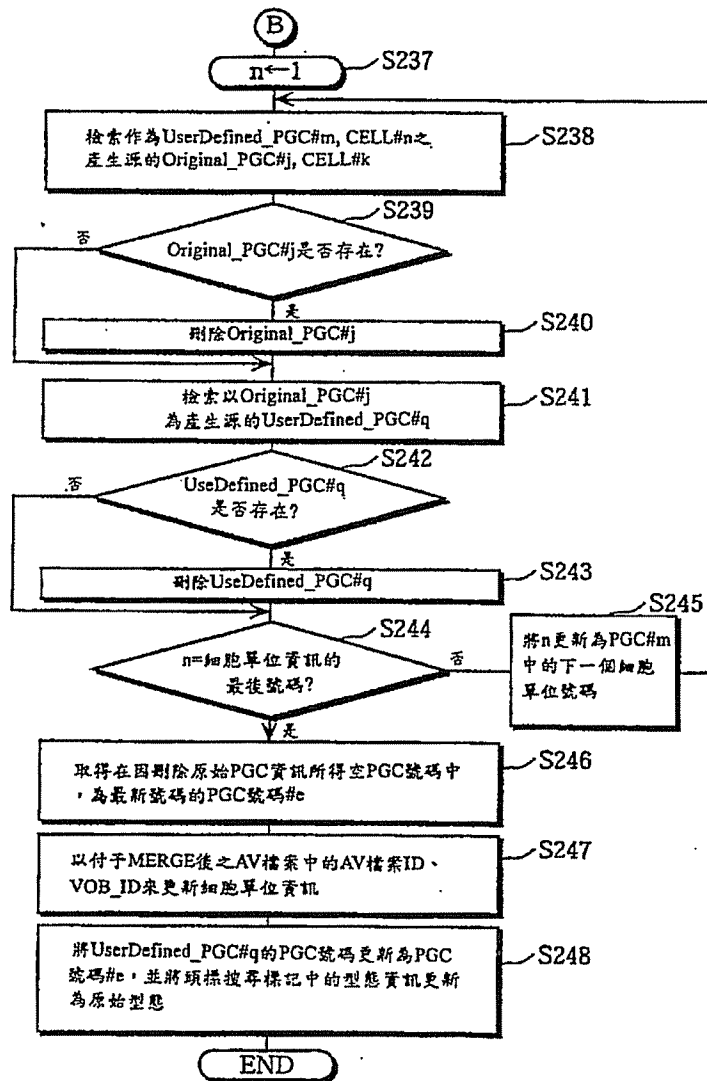 B
n←1
S237
檢索作為UserDefined_PGC#m, CELL#n之
產生源的Original_PGC#j, CELL#k
S238
S239
否
Original_PGC#j是否存在?
是
刪除Original_PGC#j
S240
檢索以Original_PGC#j
為產生源的UserDefined_PGC#q
S241
S242
否
UseDefined_PGC#q
是否存在?
是
刪除UseDefined_PGC#q
S243
S244
n=細胞單位資訊的
最後號碼?
否
S245
將n更新為PGC#m
中的下一個細胞
單位號碼
是
取得在因刪除原始PGC資訊所得空PGC號碼中
,為最新號碼的PGC號碼#e
S246
以付于MERGE後之AV檔案中的AV檔案ID、
VOB_ID來更新細胞單位資訊
S247
將UserDefined_PGC#q的PGC號碼更新為PGC
號碼#e,並將頭標搜尋標記中的型態資訊更新
為原始型態
S248
END